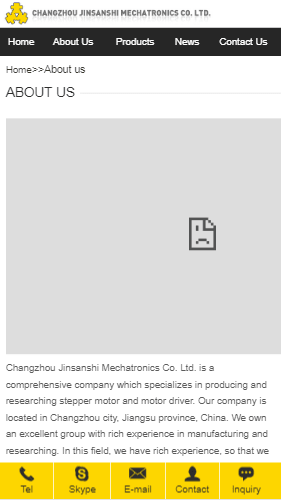 CHANGZHOU JINSANSHI MECHATRONICS CO. LTD.
Home About Us Products News Contact Us
Home>>About us
ABOUT US
Changzhou Jinsanshi Mechatronics Co. Ltd. is a
comprehensive company which specializes in producing and
researching stepper motor and motor driver. Our company is
located in Changzhou city, Jiangsu province, China. We own
an excellent group with rich experience in manufacturing and
researching. In this field, we have rich experience, so that we
Tel Skype E-mail Contact Inquiry